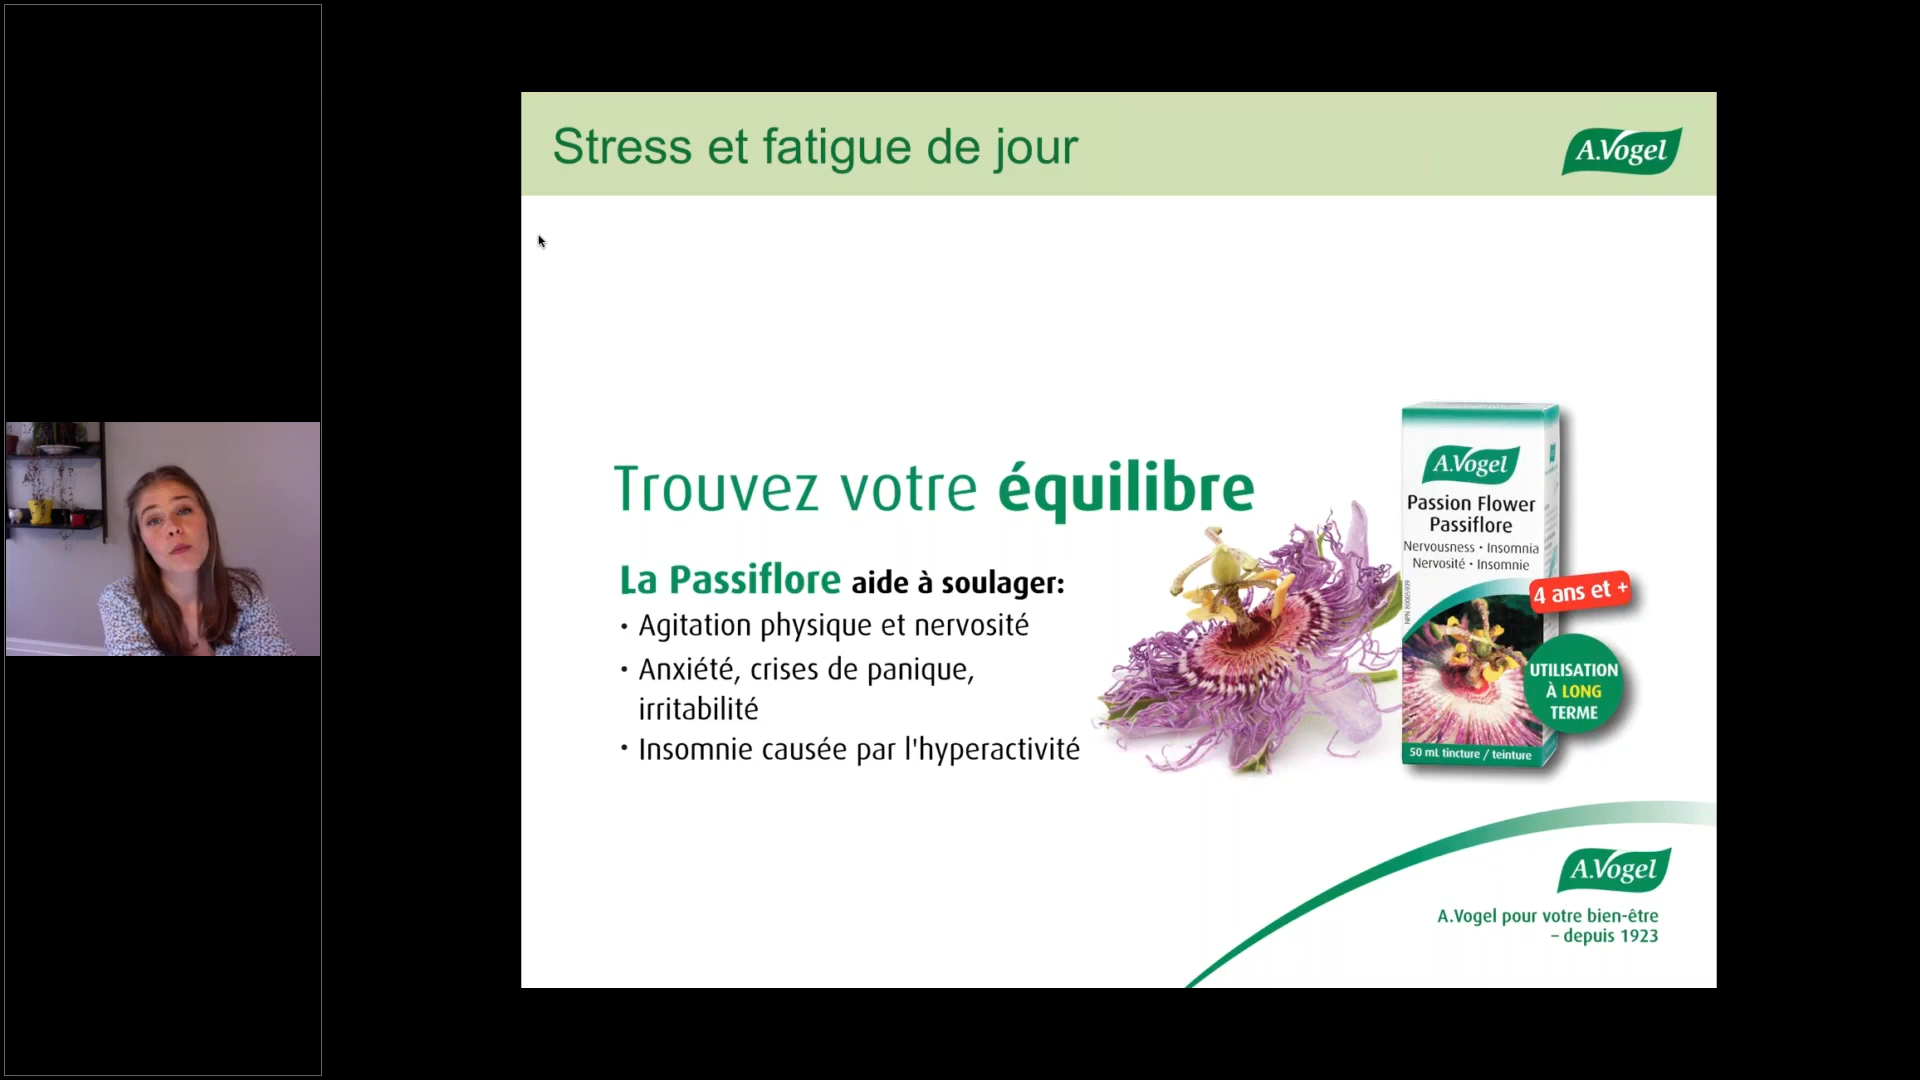 Stress et fatigue de jour
A.Vogel
Trouvez votre équilibre
La Passiflore aide à soulager:
• Agitation physique et nervosité
• Anxiété, crises de panique,
irritabilité
• Insomnie causée par l'hyperactivité
A.Vogel
Passion Flower
Passiflore
Nervousness • Insomnia
Nervosité • Insomnie
4 ans et +
UTILISATION
À LONG
TERME
50 mL tincture / teinture
A.Vogel
A.Vogel pour votre bien-être
– depuis 1923